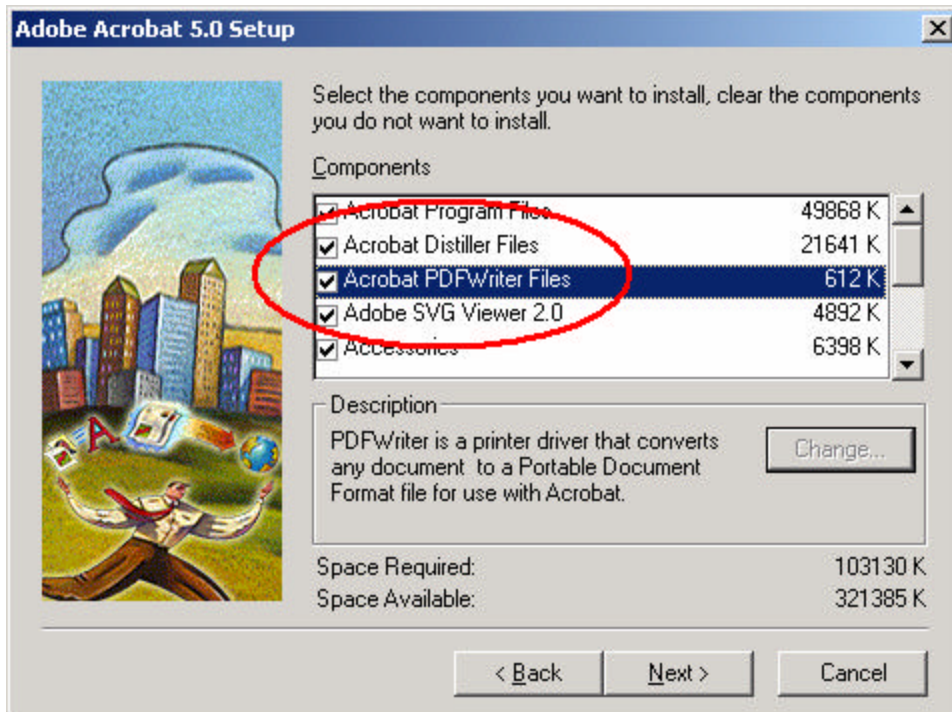 Adobe Acrobat 5.0 Setup
Select the components you want to install, clear the components
you do not want to install.
Components
Acrobat Program Files 49868 K
Acrobat Distiller Files 21641 K
Acrobat PDFWriter Files 612 K
Adobe SVG Viewer 2.0 4892 K
Accessories 6398 K
Description
PDFWriter is a printer driver that converts
any document to a Portable Document
Format file for use with Acrobat.
Change...
A
Space Required: 103130 K
Space Available: 321385 K
< Back
Next >
Cancel